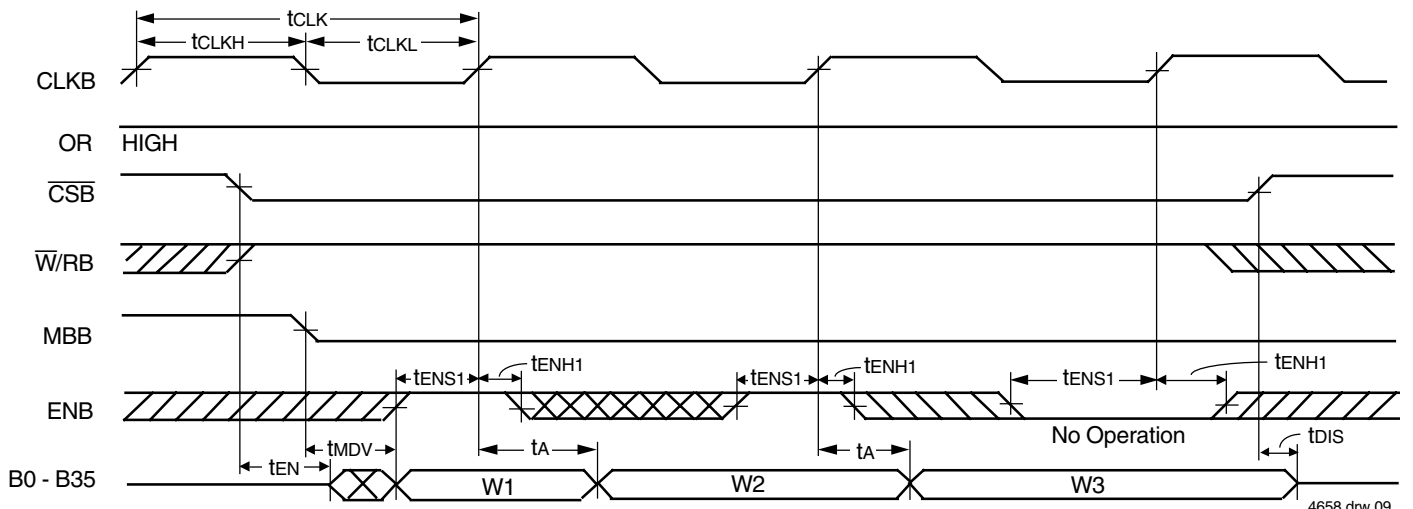 tCLK
tCLKH tCLKL
CLKB
OR HIGH
CSB
W/RB
MBB
tENS1 tENH1 tENS1 tENH1 tENS1 tENH1
ENB
No Operation
tEN tMDV tA tA tDIS
B0 - B35 W1 W2 W3
4658 drw 09